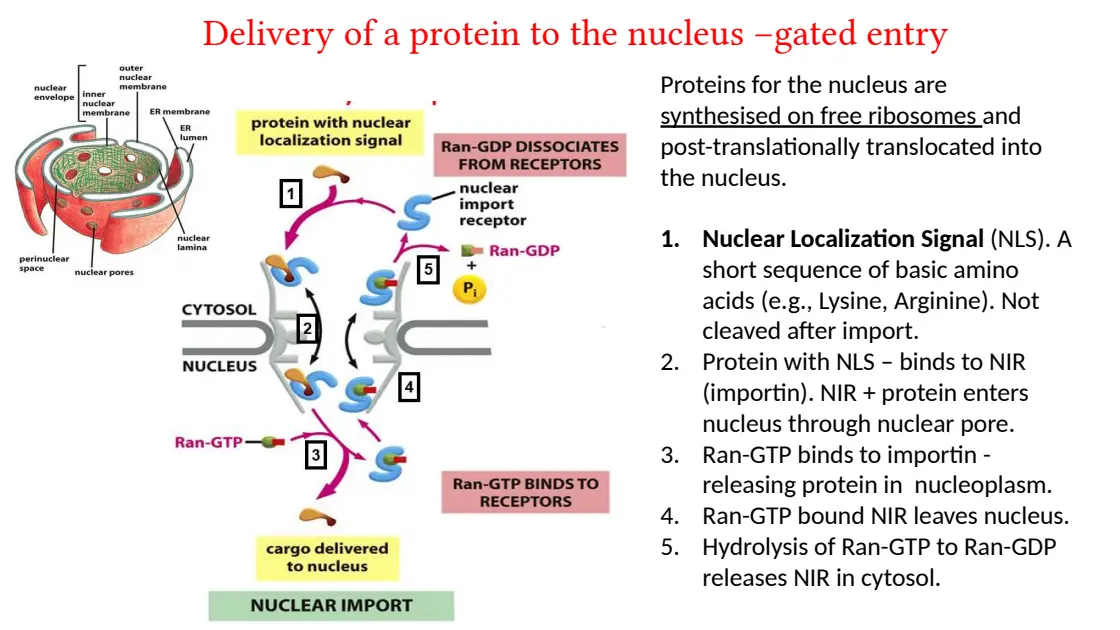 Delivery of a protein to the nucleus –gated entry
nuclear
envelope
outer
nuclear
membrane
inner
nuclear
membrane
ER membrane
ER
lumen
nuclear
lamina
perinuclear
space
nuclear pores
protein with nuclear
localization signal
Ran-GDP DISSOCIATES
FROM RECEPTORS
1
nuclear
import
receptor
Ran-GDP
+
Pi
5
CYTOSOL
2
NUCLEUS
4
Ran-GTP
3
Ran-GTP BINDS TO
RECEPTORS
cargo delivered
to nucleus
NUCLEAR IMPORT
Proteins for the nucleus are
synthesised on free ribosomes and
post-translationally translocated into
the nucleus.
1. Nuclear Localization Signal (NLS). A
short sequence of basic amino
acids (e.g., Lysine, Arginine). Not
cleaved after import.
2. Protein with NLS – binds to NIR
(importin). NIR + protein enters
nucleus through nuclear pore.
3. Ran-GTP binds to importin -
releasing protein in  nucleoplasm.
4. Ran-GTP bound NIR leaves nucleus.
5. Hydrolysis of Ran-GTP to Ran-GDP
releases NIR in cytosol.